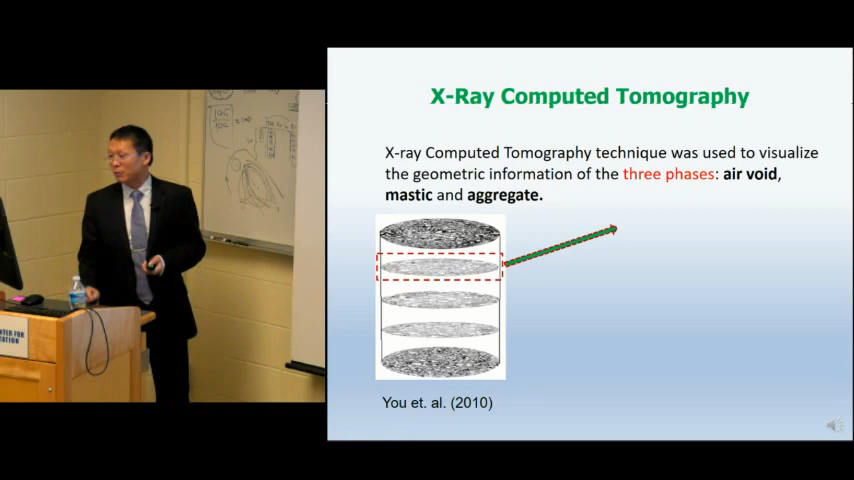 X-Ray Computed Tomography
X-ray Computed Tomography technique was used to visualize
the geometric information of the three phases: air void,
mastic and aggregate.
You et. al. (2010)